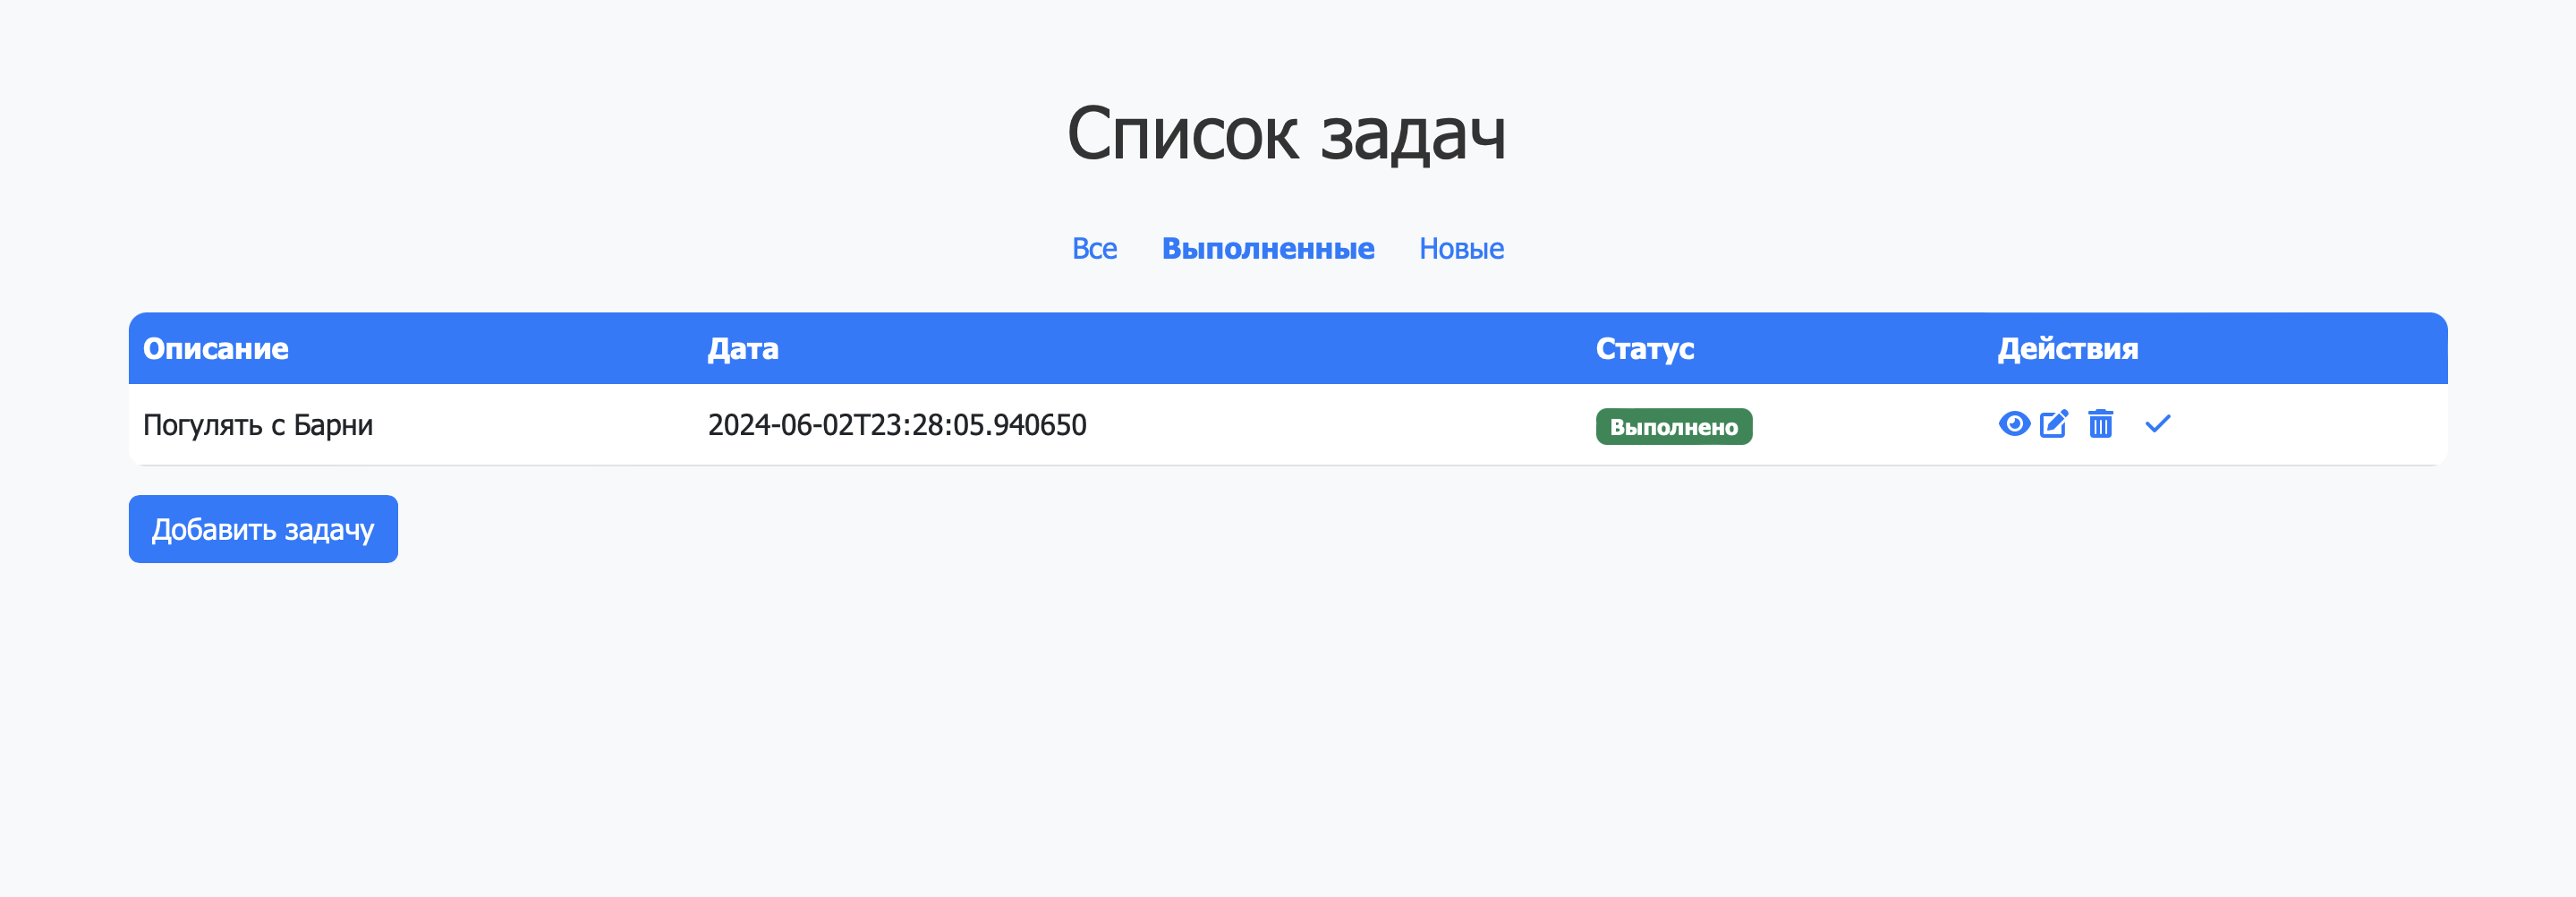 Список задач
Все Выполненные Новые
Описание Дата Статус Действия
Погулять с Барни 2024-06-02T23:28:05.940650 Выполнено
Добавить задачу